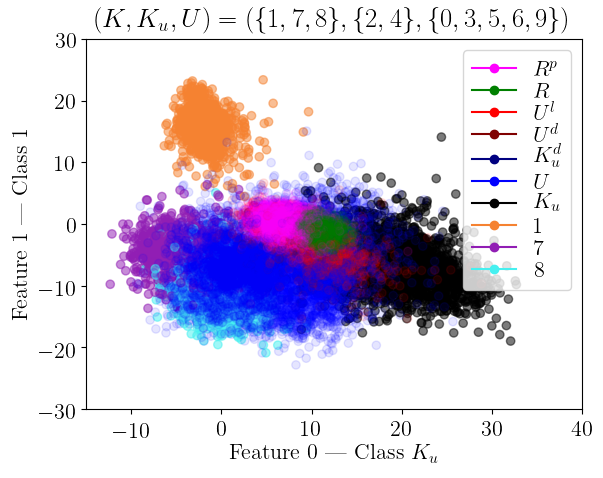 (K, K_u, U) = ({1, 7, 8}, {2, 4}, {0, 3, 5, 6, 9})
30
20
10
0
−10
−20
−30
Feature 1 — Class 1
R^p
R
U^l
U^d
K_u^d
U
K_u
1
7
8
−10 0 10 20 30 40
Feature 0 — Class K_u